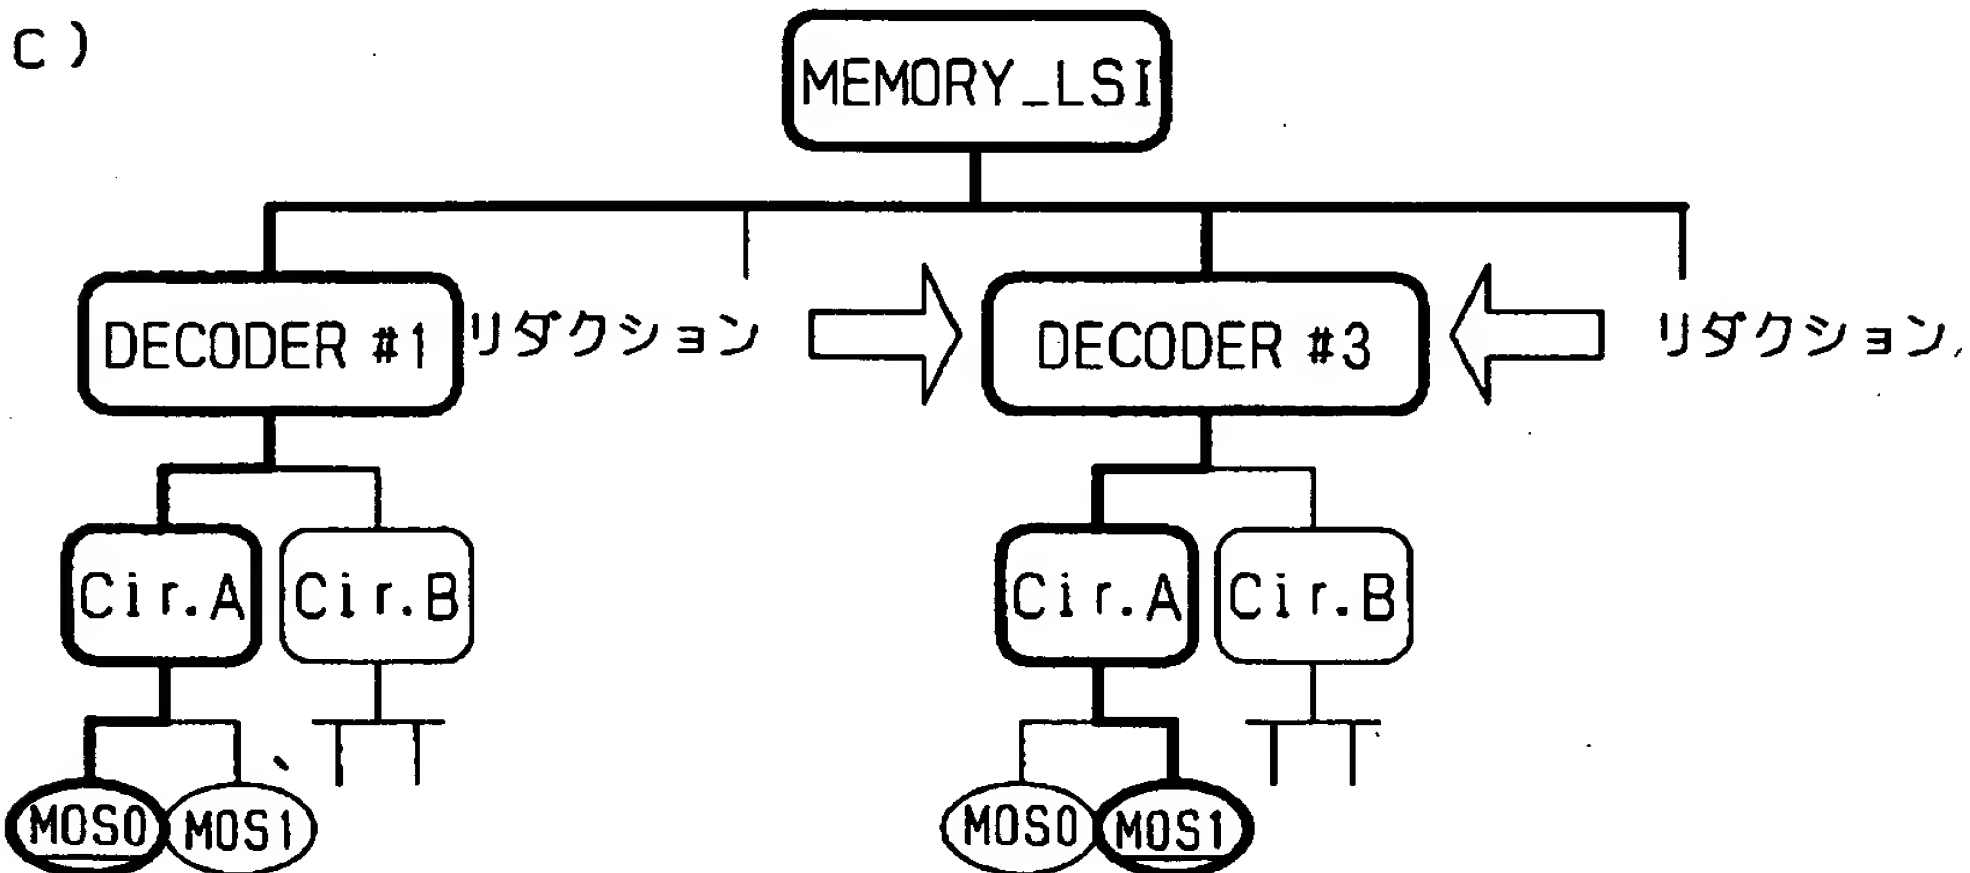 C)
MEMORY_LSI
DECODER #1
リダクション
DECODER #3
リダクション
Cir.A
Cir.B
Cir.A
Cir.B
MOS0
MOS1
MOS0
MOS1